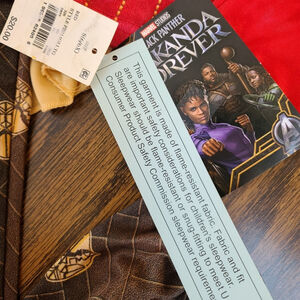 $20.00
MARVEL STUDIOS
BLACK PANTHER
WAKANDA
FOREVER
This garment is made of flame-resistant fabric. Fabric and fit
are important safety considerations for children's sleepwear.
Sleepwear should be flame-resistant or snug-fitting to meet U
Consumer Product Safety Commission sleepwear requireme